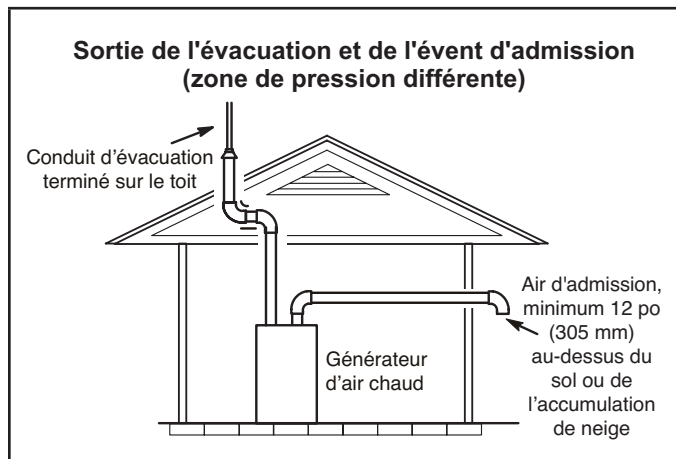 Sortie de l'évacuation et de l'évent d'admission
(zone de pression différente)
Conduit d’évacuation
terminé sur le toit
Air d'admission,
minimum 12 po
(305 mm)
au-dessus du
sol ou de
l’accumulation
de neige
Générateur
d’air chaud